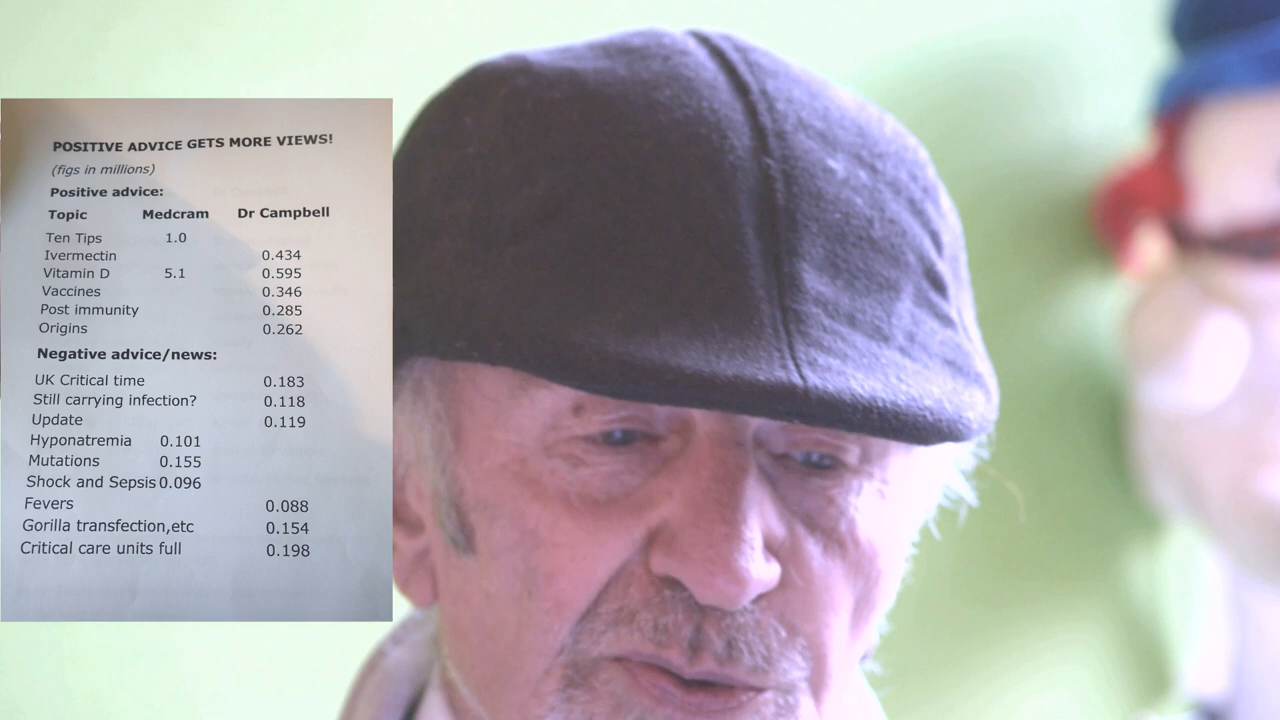 POSITIVE ADVICE GETS MORE VIEWS!
(figs in millions)
Positive advice:
Topic Medcram Dr Campbell
Ten Tips 1.0
Ivermectin 0.434
Vitamin D 5.1 0.595
Vaccines 0.346
Post immunity 0.285
Origins 0.262
Negative advice/news:
UK Critical time 0.183
Still carrying infection? 0.118
Update 0.119
Hyponatremia 0.101
Mutations 0.155
Shock and Sepsis 0.096
Fevers 0.088
Gorilla transfection,etc 0.154
Critical care units full 0.198